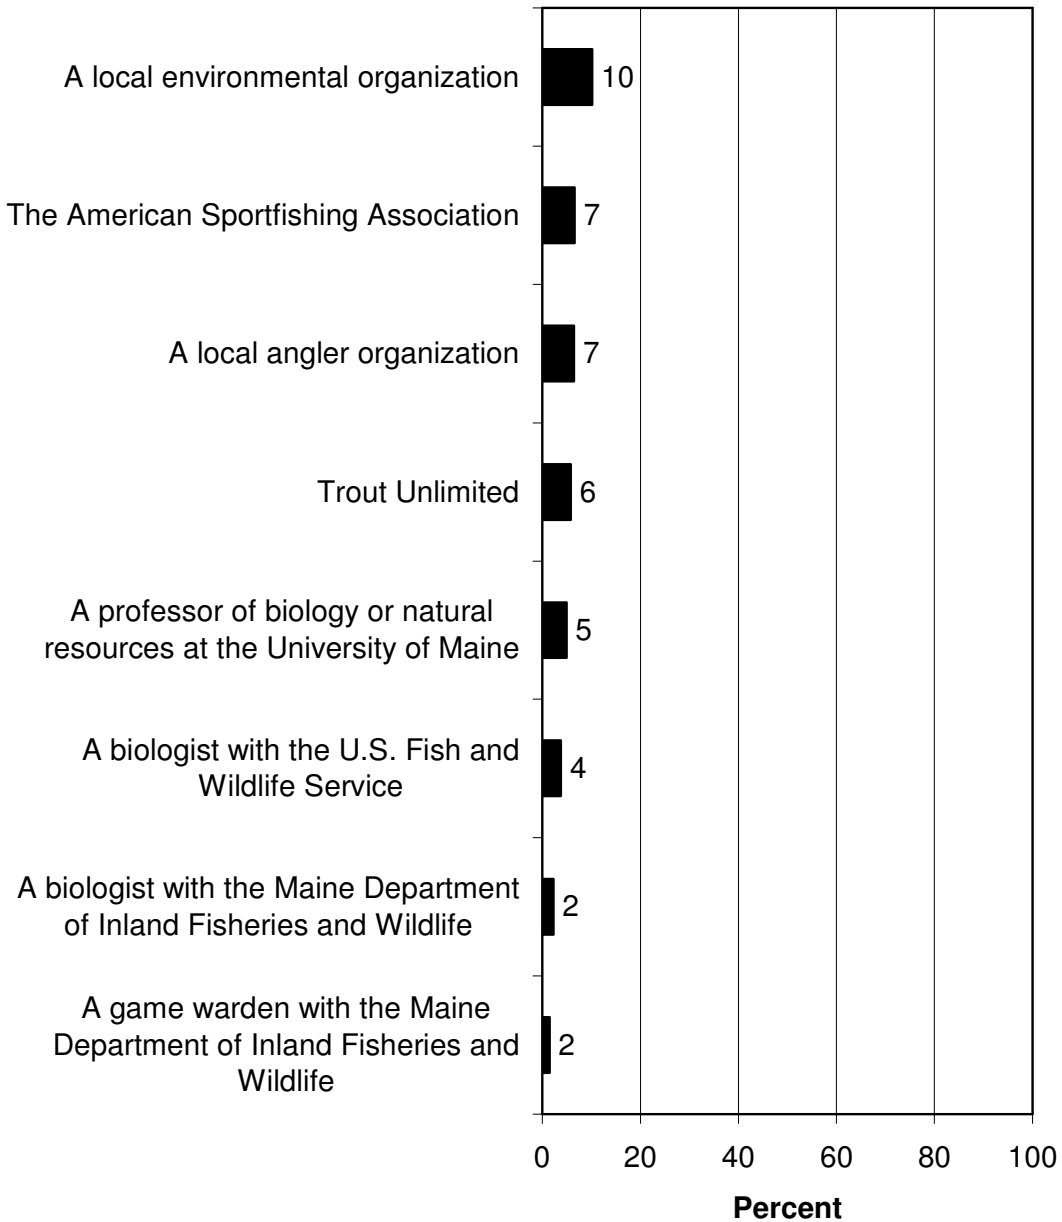 A local environmental organization
10
The American Sportfishing Association
7
A local angler organization
7
Trout Unlimited
6
A professor of biology or natural
resources at the University of Maine
5
A biologist with the U.S. Fish and
Wildlife Service
4
A biologist with the Maine Department
of Inland Fisheries and Wildlife
2
A game warden with the Maine
Department of Inland Fisheries and
Wildlife
2
0 20 40 60 80 100
Percent